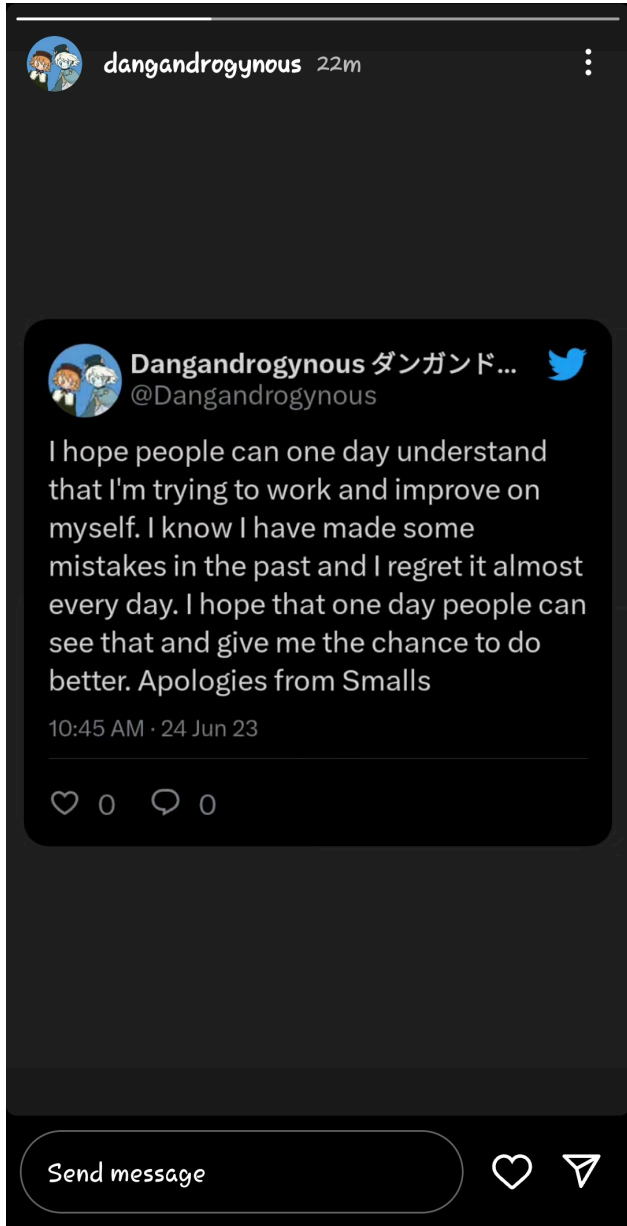 dangandrogynous 22m
Dangandrogynous ダンガンド...
@Dangandrogynous
I hope people can one day understand
that I'm trying to work and improve on
myself. I know I have made some
mistakes in the past and I regret it almost
every day. I hope that one day people can
see that and give me the chance to do
better. Apologies from Smalls
10:45 AM · 24 Jun 23
0 0
Send message